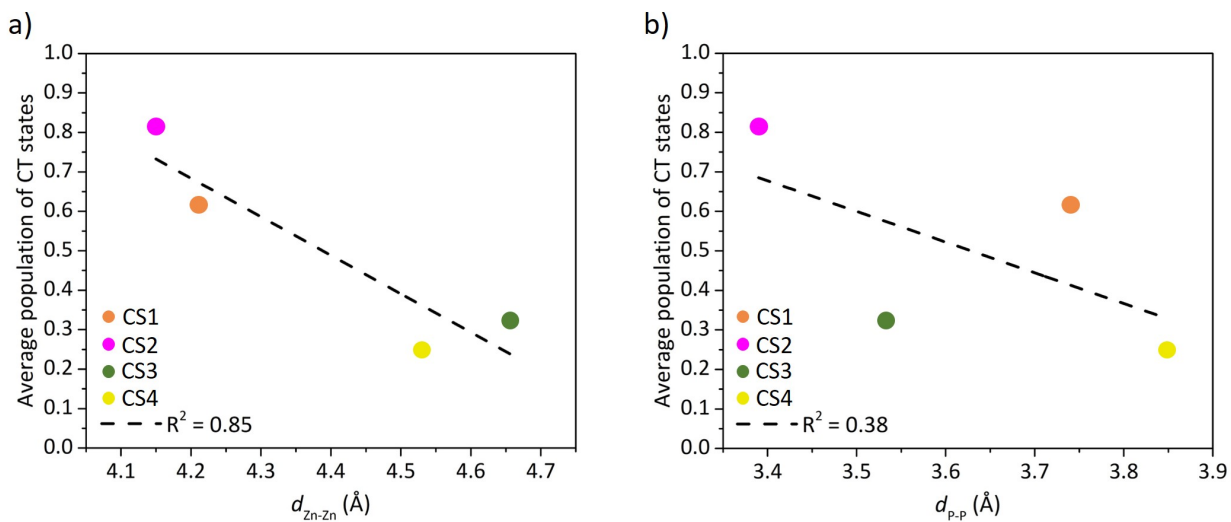 a)
Average population of CT states
1.0
0.9
0.8
0.7
0.6
0.5
0.4
0.3
0.2
0.1
0.0
CS1
CS2
CS3
CS4
R² = 0.85
4.1 4.2 4.3 4.4 4.5 4.6 4.7
d Zn-Zn (Å)
b)
Average population of CT states
1.0
0.9
0.8
0.7
0.6
0.5
0.4
0.3
0.2
0.1
0.0
CS1
CS2
CS3
CS4
R² = 0.38
3.4 3.5 3.6 3.7 3.8 3.9
d P-P (Å)